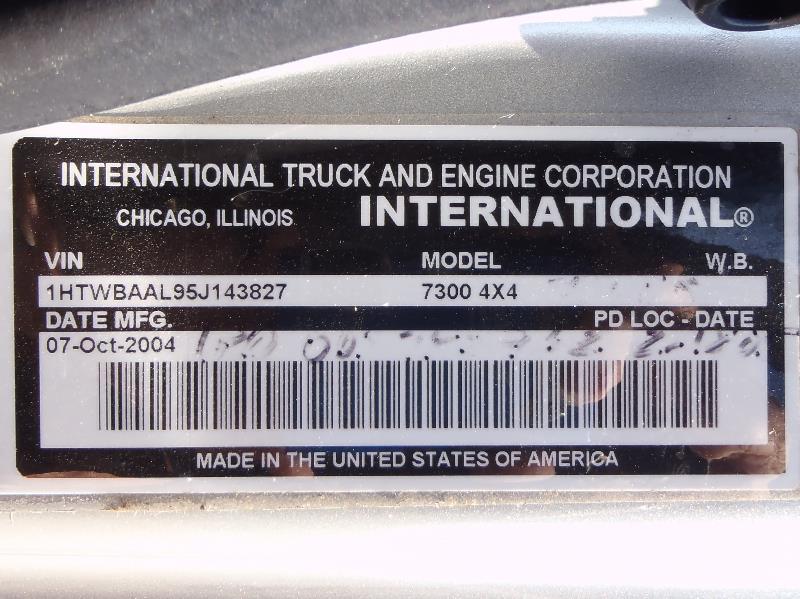 INTERNATIONAL TRUCK AND ENGINE CORPORATION
CHICAGO, ILLINOIS INTERNATIONAL®
VIN MODEL W.B.
1HTWBAAL95J143827 7300 4X4
DATE MFG. PD LOC - DATE
07-Oct-2004
MADE IN THE UNITED STATES OF AMERICA